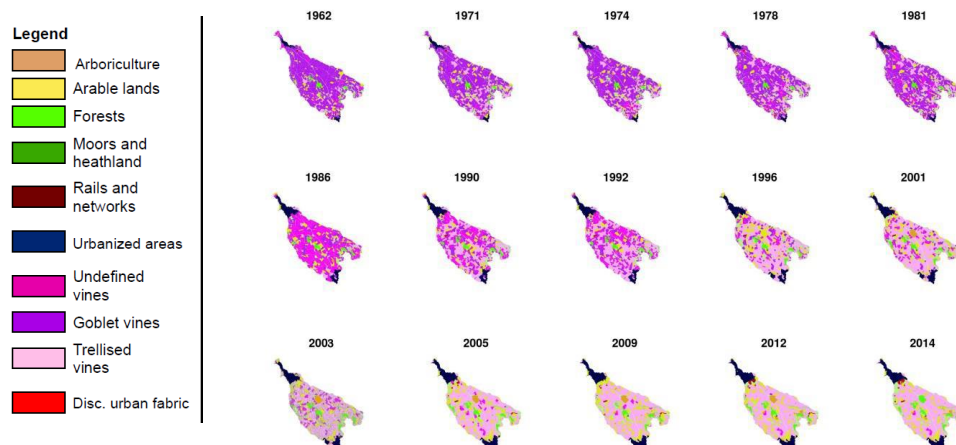 1962 1971 1974 1978 1981
Legend
Arboriculture
Arable lands
Forests
Moors and
heathland
Rails and
networks
Urbanized areas
Undefined
vines
Goblet vines
Trellised
vines
Disc. urban fabric
1986 1990 1992 1996 2001
2003 2005 2009 2012 2014